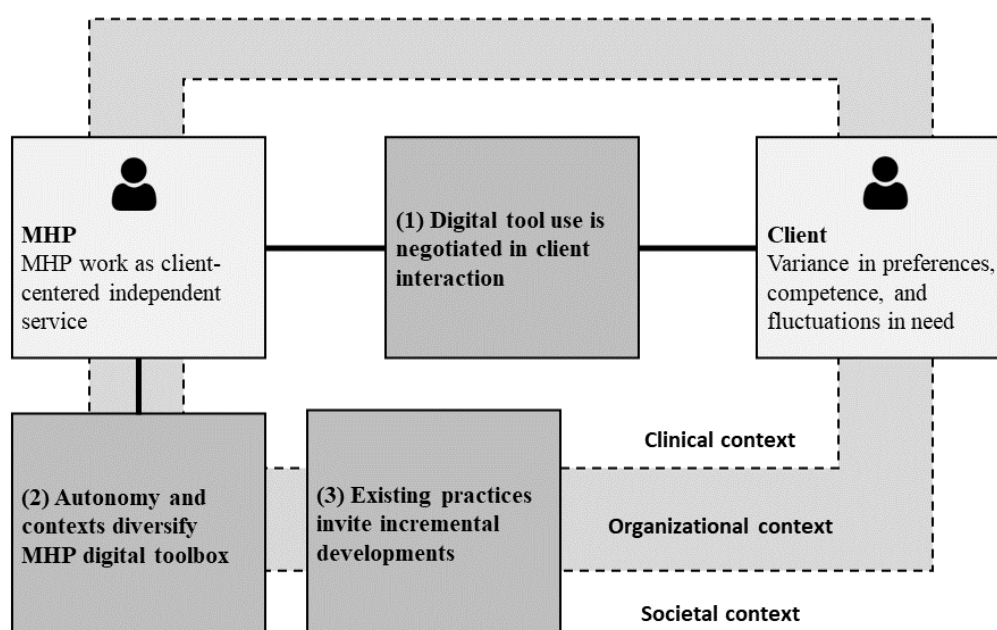 MHP
MHP work as client-
centered independent
service
(1) Digital tool use is
negotiated in client
interaction
Client
Variance in preferences,
competence, and
fluctuations in need
(2) Autonomy and
contexts diversify
MHP digital toolbox
(3) Existing practices
invite incremental
developments
Clinical context
Organizational context
Societal context